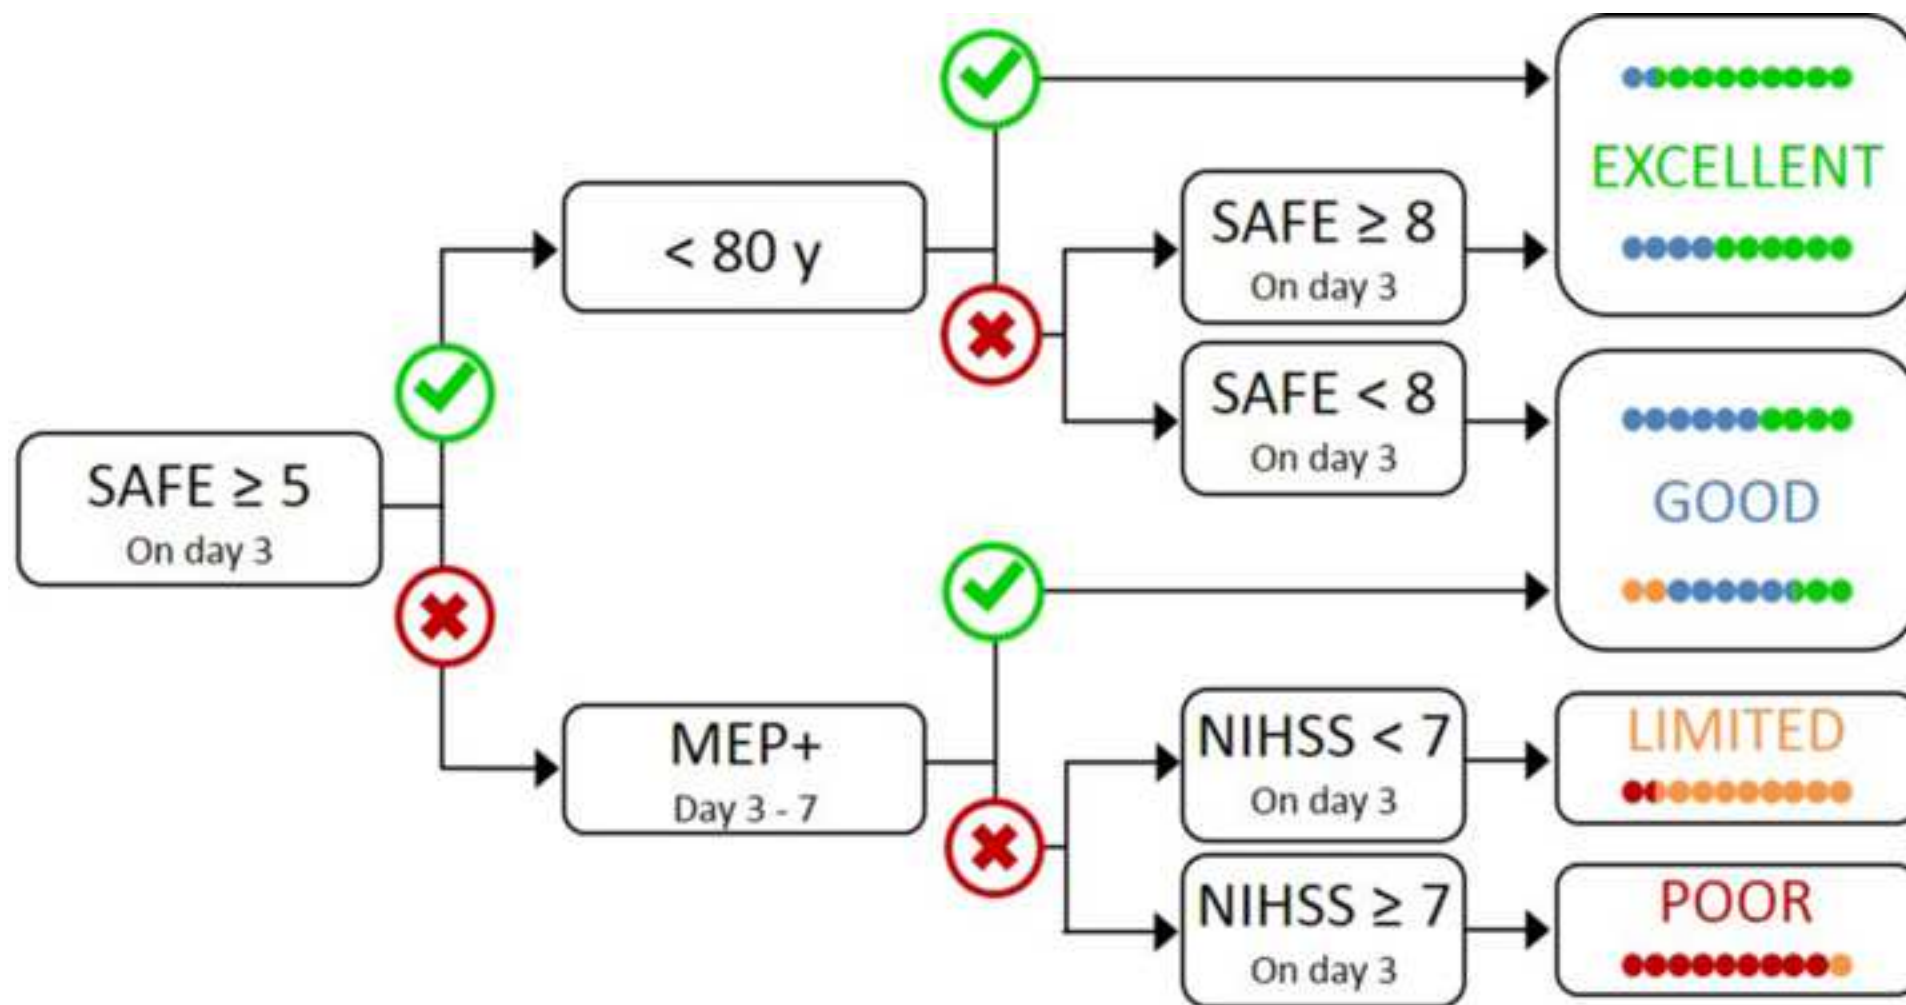 SAFE ≥ 5
On day 3
< 80 y
MEP+
Day 3 - 7
SAFE ≥ 8
On day 3
SAFE < 8
On day 3
NIHSS < 7
On day 3
NIHSS ≥ 7
On day 3
EXCELLENT
GOOD
LIMITED
POOR